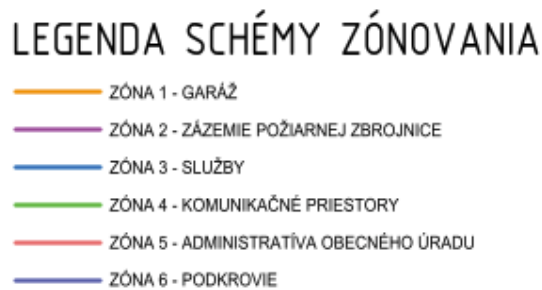 LEGENDA SCHÉMY ZÓNOVANIA
ZÓNA 1 - GARÁŽ
ZÓNA 2 - ZÁZEMIE POŽIARNEJ ZBROJNICE
ZÓNA 3 - SLUŽBY
ZÓNA 4 - KOMUNIKAČNÉ PRIESTORY
ZÓNA 5 - ADMINISTRATÍVA OBECNÉHO ÚRADU
ZÓNA 6 - PODKROVIE